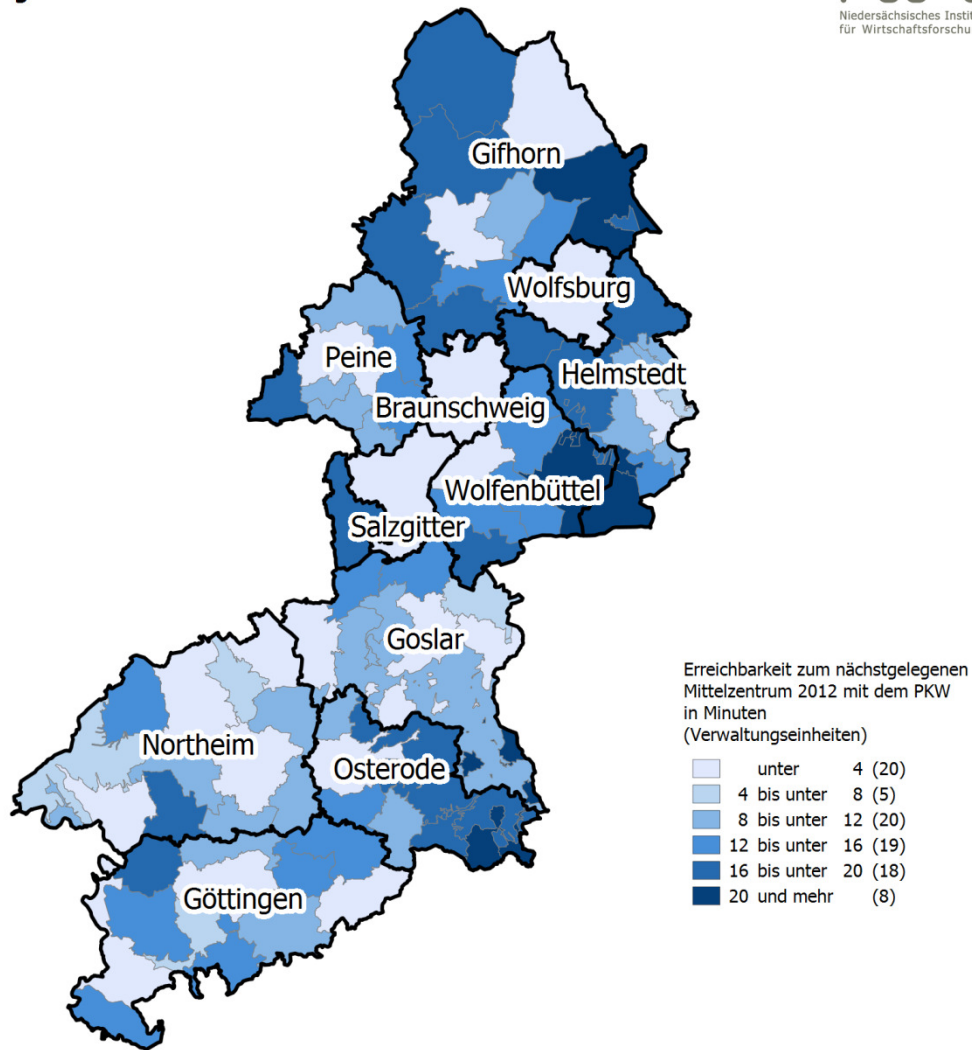 Niedersächsisches Instit
für Wirtschaftsforschu
Gifhorn
Wolfsburg
Peine
Helmstedt
Braunschweig
Wolfenbüttel
Salzgitter
Goslar
Northeim
Osterode
Göttingen
Erreichbarkeit zum nächstgelegenen
Mittelzentrum 2012 mit dem PKW
in Minuten
(Verwaltungseinheiten)
unter 4 (20)
4 bis unter 8 (5)
8 bis unter 12 (20)
12 bis unter 16 (19)
16 bis unter 20 (18)
20 und mehr (8)